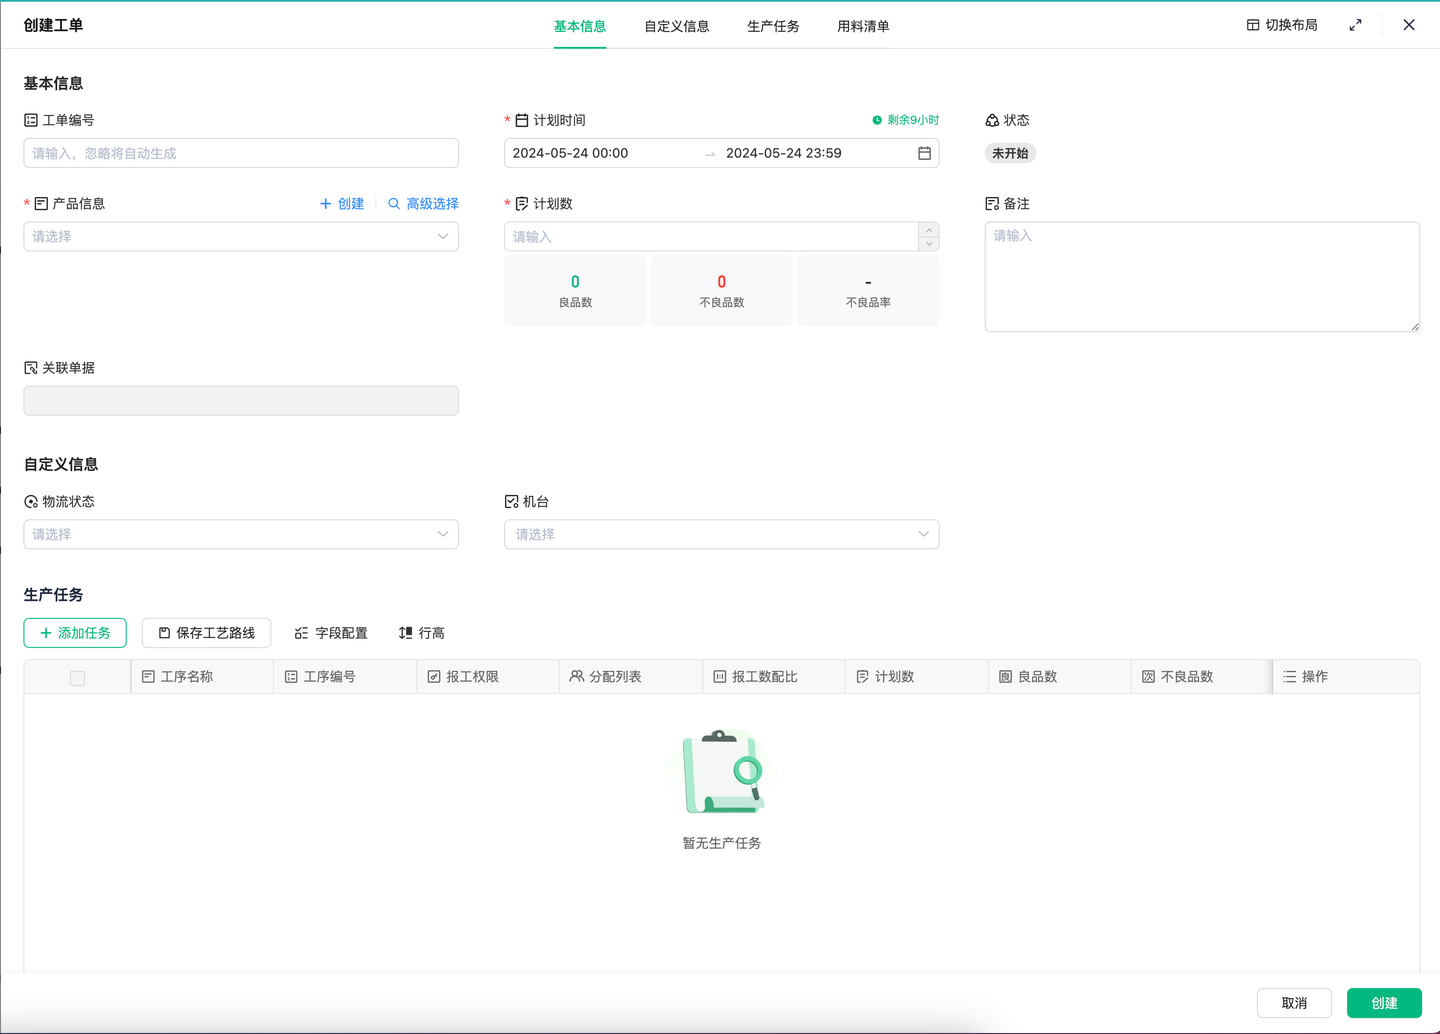 创建工单
基本信息 自定义信息 生产任务 用料清单
切换布局
基本信息
工单编号
请输入，忽略将自动生成
* 计划时间 剩余9小时
2024-05-24 00:00 → 2024-05-24 23:59
状态
未开始
* 产品信息 + 创建 高级选择
请选择
* 计划数
请输入
0 0 -
良品数 不良品数 不良品率
备注
请输入
关联单据
自定义信息
物流状态
请选择
机台
请选择
生产任务
+ 添加任务 保存工艺路线 字段配置 行高
工序名称 工序编号 报工权限 分配列表 报工数配比 计划数 良品数 不良品数 操作
暂无生产任务
取消 创建